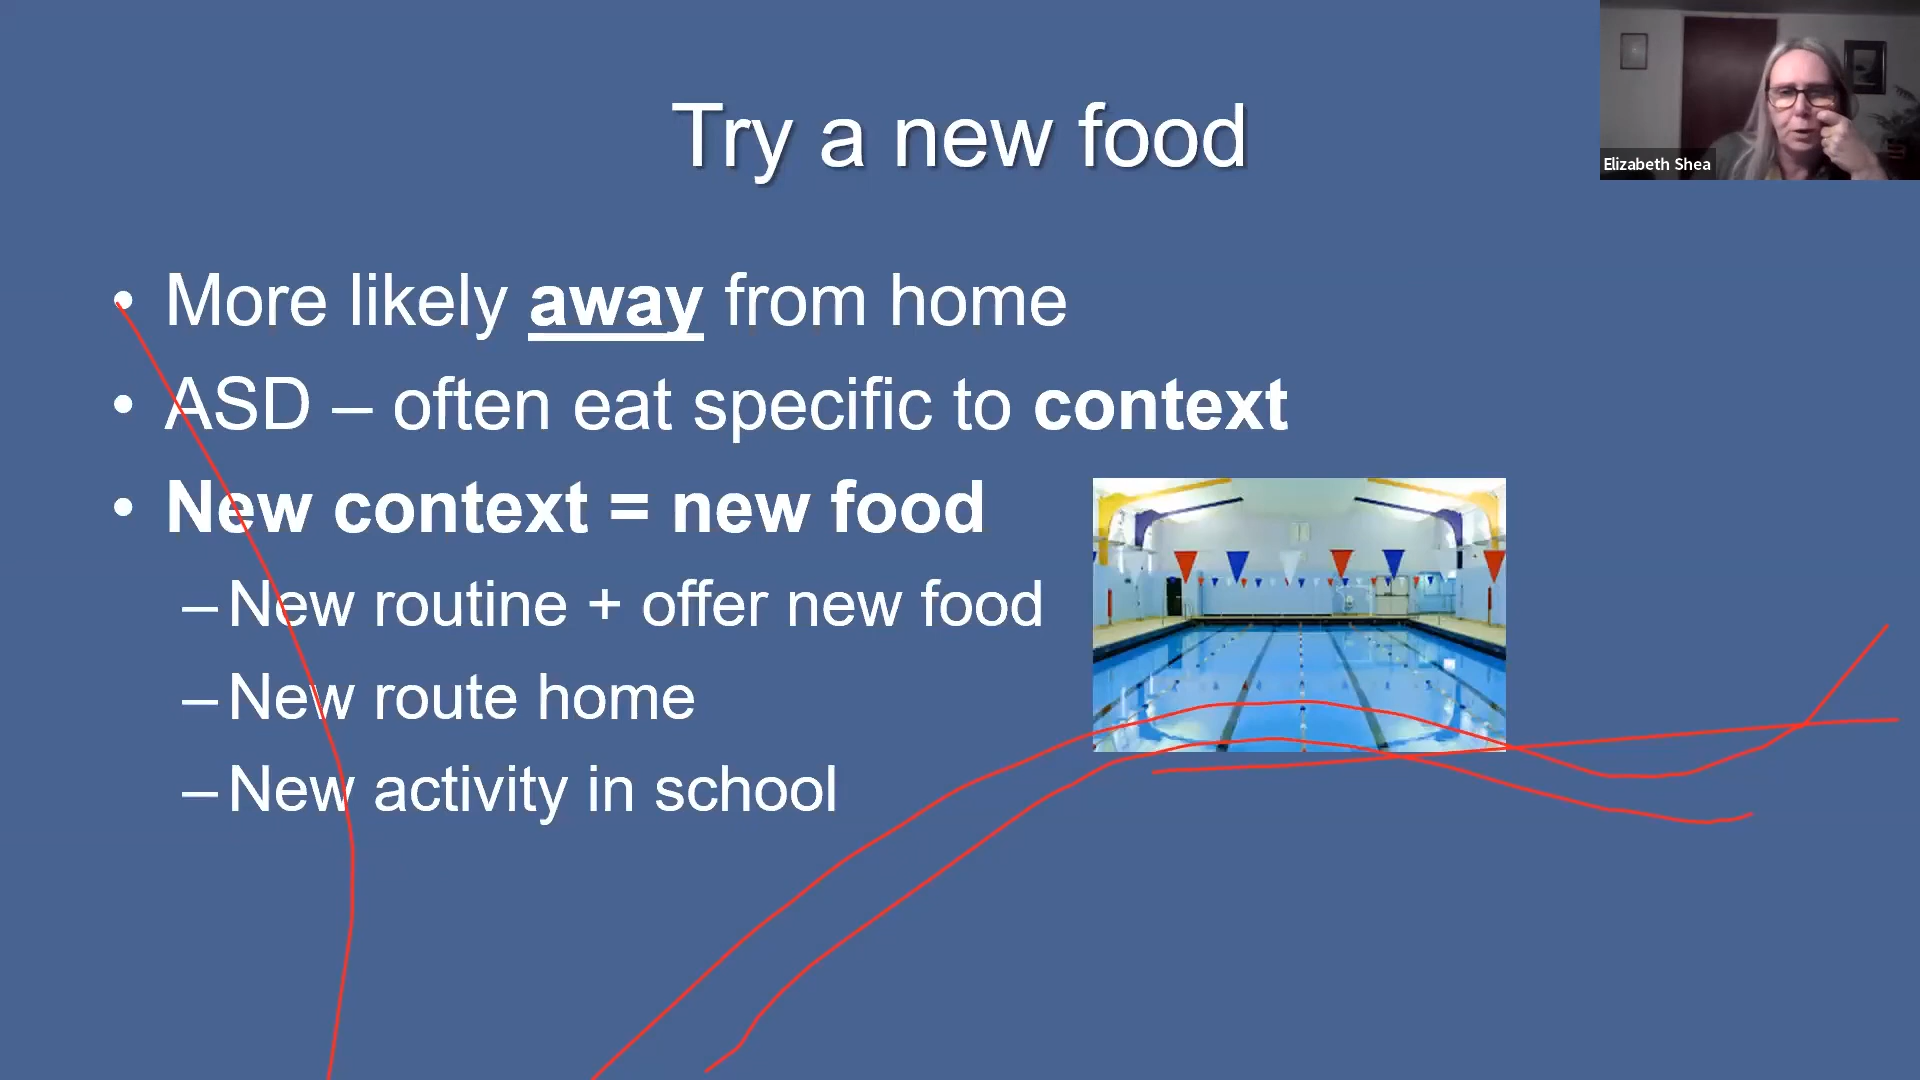 Try a new food
Elizabeth Shea
• More likely away from home
• ASD – often eat specific to context
• New context = new food
– New routine + offer new food
– New route home
– New activity in school